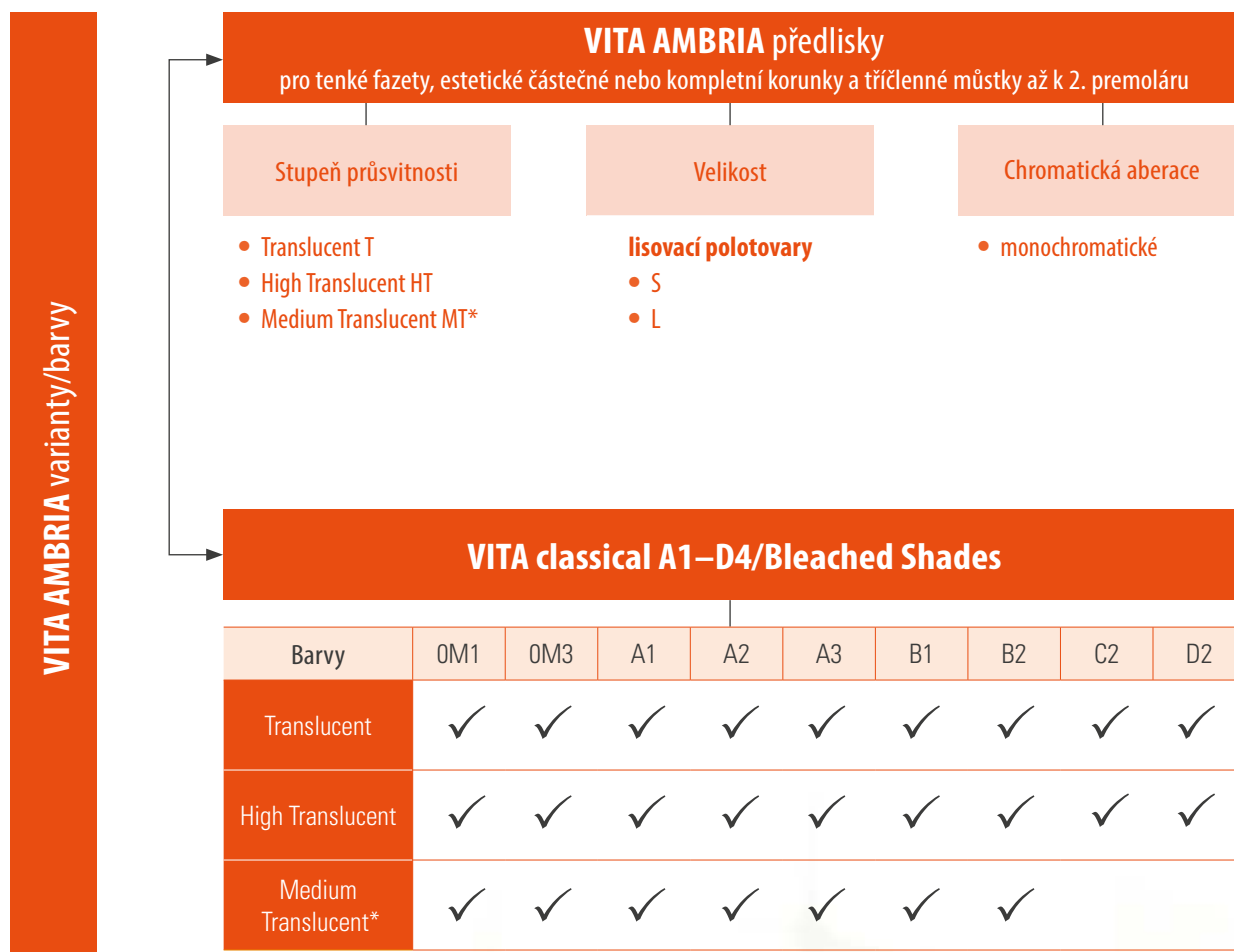 VITA AMBRIA varianty/barvy
VITA AMBRIA předlisky
pro tenké fazety, estetické částečné nebo kompletní korunky a tříčlenné můstky až k 2. premoláru
Stupeň průsvitnosti
• Translucent T
• High Translucent HT
• Medium Translucent MT*
Velikost
lisovací polotovary
• S
• L
Chromatická aberace
• monochromatické
VITA classical A1–D4/Bleached Shades
Barvy 0M1 0M3 A1 A2 A3 B1 B2 C2 D2
Translucent ✓ ✓ ✓ ✓ ✓ ✓ ✓ ✓ ✓
High Translucent ✓ ✓ ✓ ✓ ✓ ✓ ✓ ✓ ✓
Medium
Translucent* ✓ ✓ ✓ ✓ ✓ ✓ ✓